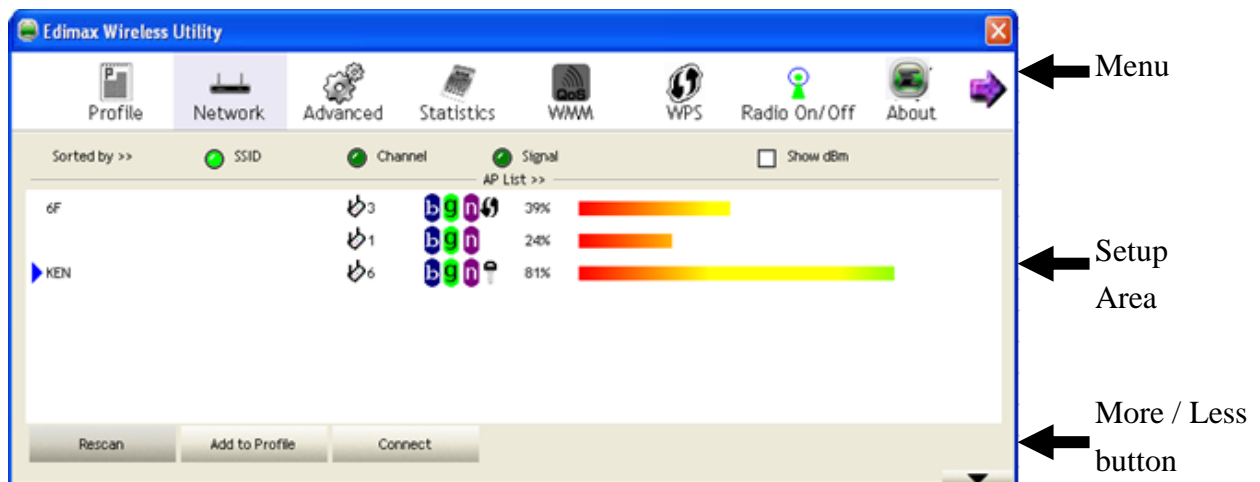 Edimax Wireless Utility
Menu
P
QoS
Profile Network Advanced Statistics WMM WPS Radio On/Off About
Sorted by >> SSID Channel Signal Show dBm
AP List >>
6F 3 b g n 39%
1 b g n 24%
KEN 6 b g n 81%
Setup
Area
Rescan Add to Profile Connect
More / Less
button